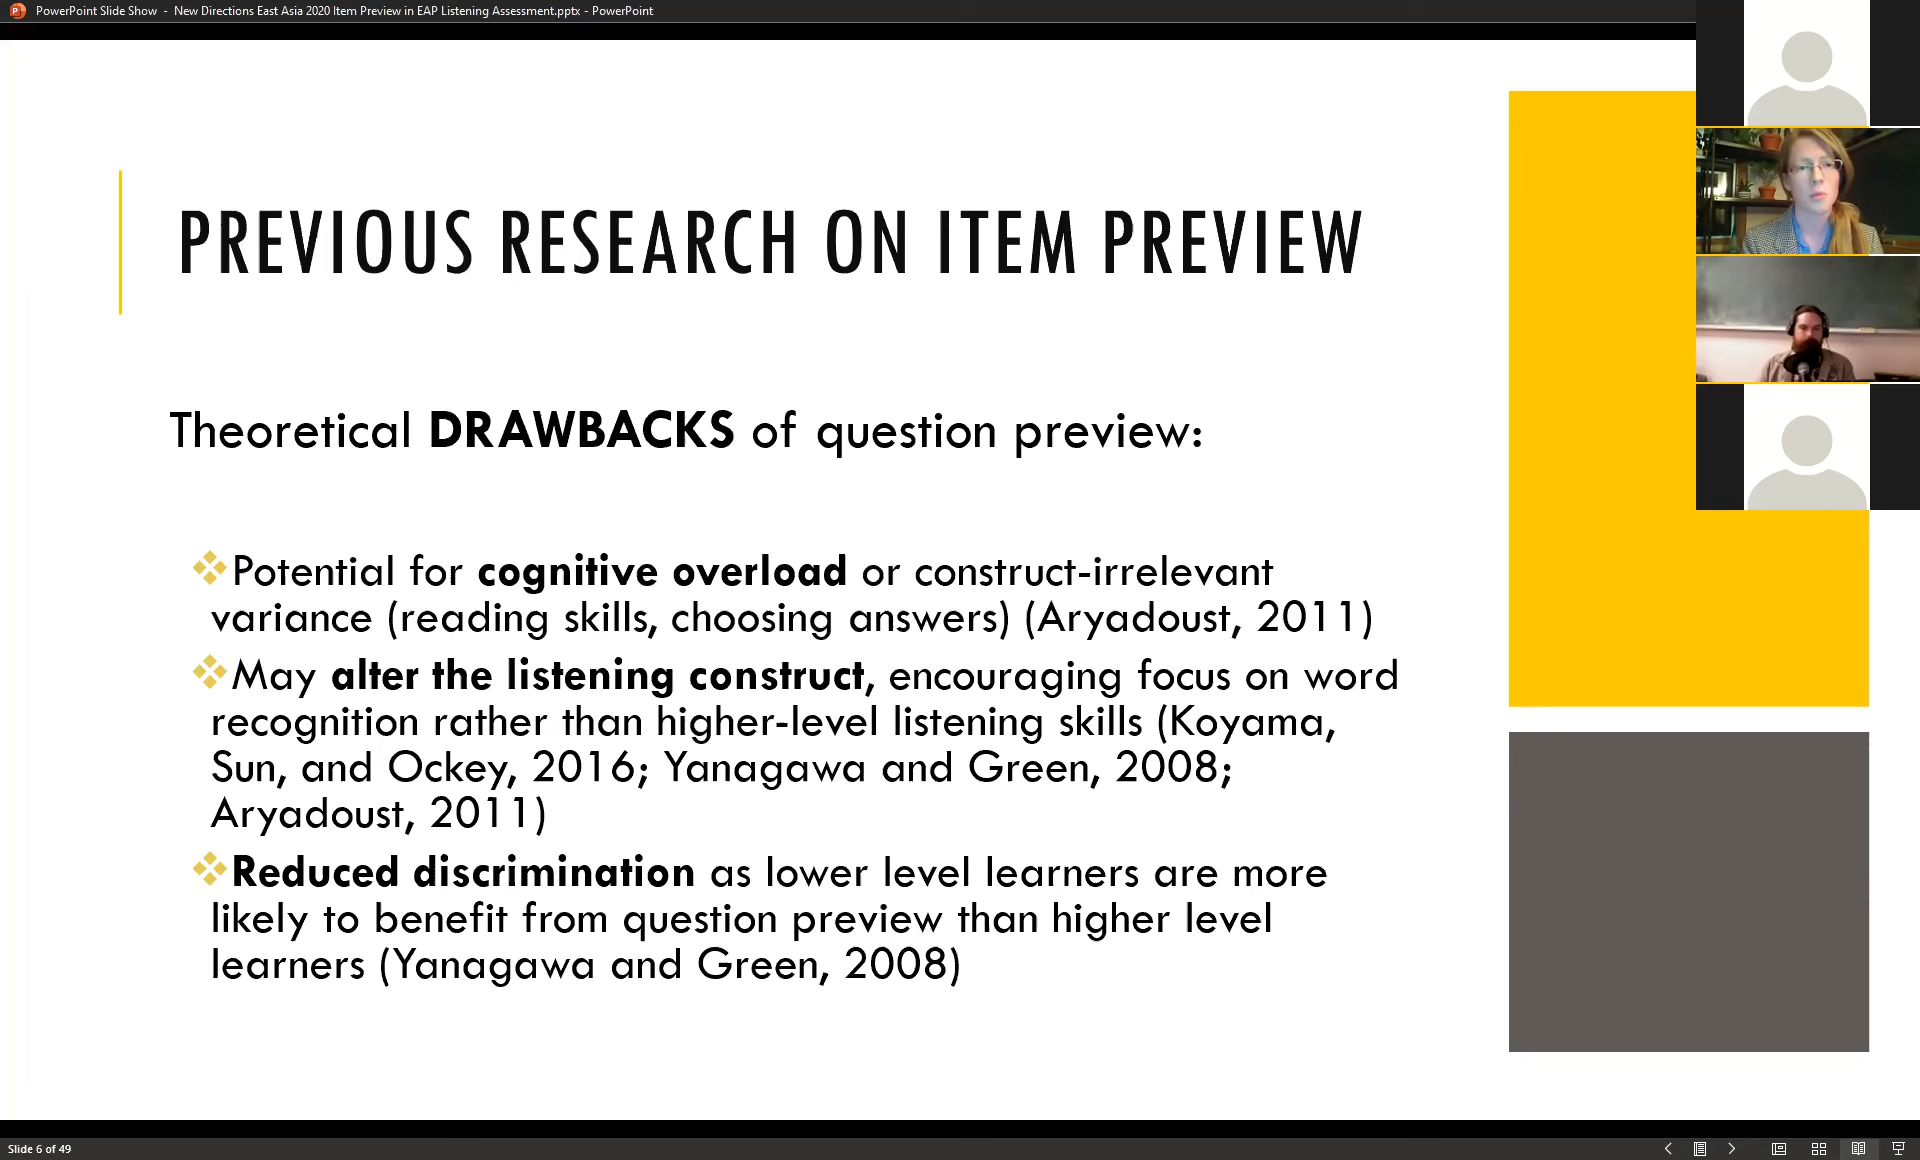 PowerPoint Slide Show - New Directions East Asia 2020 Item Preview in EAP Listening Assessment.pptx - PowerPoint
PREVIOUS RESEARCH ON ITEM PREVIEW
Theoretical DRAWBACKS of question preview:
Potential for cognitive overload or construct-irrelevant
variance (reading skills, choosing answers) (Aryadoust, 2011)
May alter the listening construct, encouraging focus on word
recognition rather than higher-level listening skills (Koyama,
Sun, and Ockey, 2016; Yanagawa and Green, 2008;
Aryadoust, 2011)
Reduced discrimination as lower level learners are more
likely to benefit from question preview than higher level
learners (Yanagawa and Green, 2008)
Slide 6 of 49